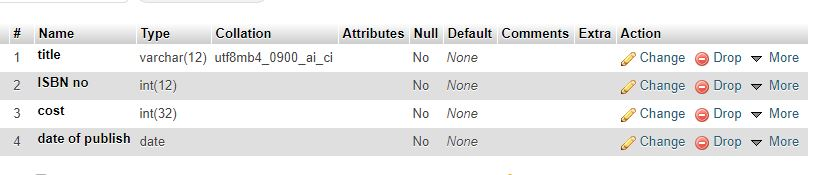 # Name Type Collation Attributes Null Default Comments Extra Action
1 title varchar(12) utf8mb4_0900_ai_ci No None Change Drop More
2 ISBN no int(12) No None Change Drop More
3 cost int(32) No None Change Drop More
4 date of publish date No None Change Drop More